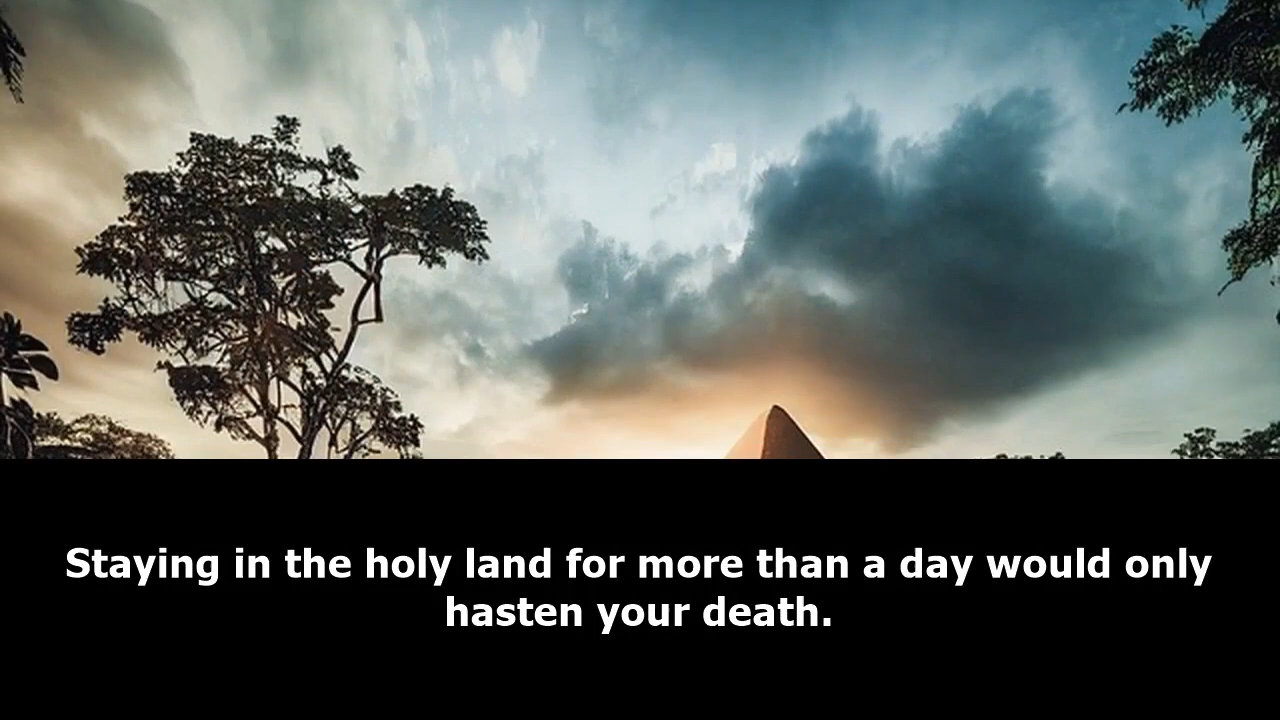 Staying in the holy land for more than a day would only
hasten your death.